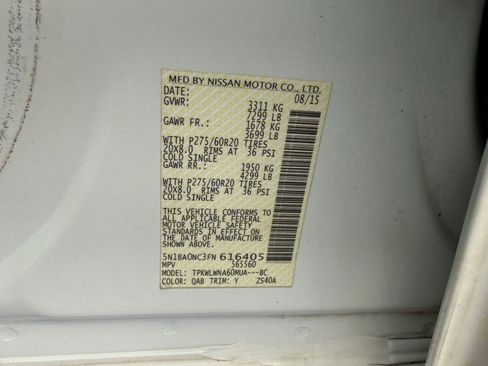 MFD BY NISSAN MOTOR CO., LTD.
DATE: 08/15
GVWR: 3311 KG
7299 LB
GAWR FR.: 1678 KG
3699 LB
WITH P275/60R20 TIRES
20X8.0 RIMS AT 36 PSI
COLD SINGLE
GAWR RR.: 1950 KG
4299 LB
WITH P275/60R20 TIRES
20X8.0 RIMS AT 36 PSI
COLD SINGLE
THIS VEHICLE CONFORMS TO
ALL APPLICABLE FEDERAL
MOTOR VEHICLE SAFETY
STANDARDS IN EFFECT ON THE
DATE OF MANUFACTURE
SHOWN ABOVE.
5N1BA0NC3FN 616405
MPV 565560
MODEL: TPKWLWNA60MUA---BC
COLOR: QAB TRIM: Y ZS40A